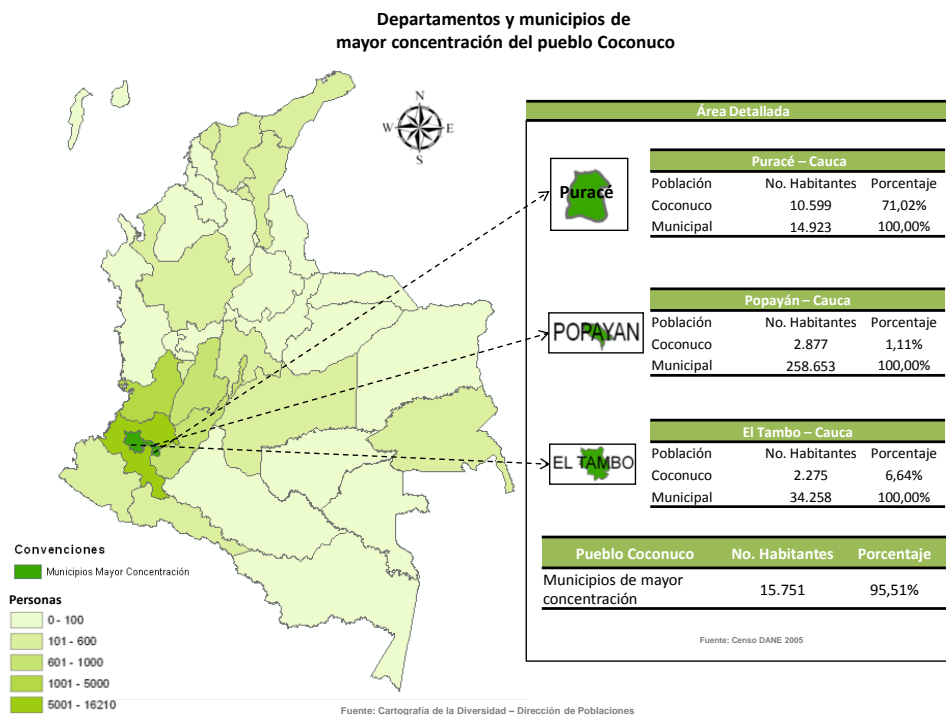 Departamentos y municipios de
mayor concentración del pueblo Coconuco
N
W E
S
Área Detallada
Puracé
Puracé – Cauca
Población No. Habitantes Porcentaje
Coconuco 10.599 71,02%
Municipal 14.923 100,00%
POPAYAN
Popayán – Cauca
Población No. Habitantes Porcentaje
Coconuco 2.877 1,11%
Municipal 258.653 100,00%
EL TAMBO
El Tambo – Cauca
Población No. Habitantes Porcentaje
Coconuco 2.275 6,64%
Municipal 34.258 100,00%
Pueblo Coconuco No. Habitantes Porcentaje
Municipios de mayor
concentración 15.751 95,51%
Fuente: Censo DANE 2005
Convenciones
Municipios Mayor Concentración
Personas
0 - 100
101 - 600
601 - 1000
1001 - 5000
5001 - 16210
Fuente: Cartografía de la Diversidad – Dirección de Poblaciones